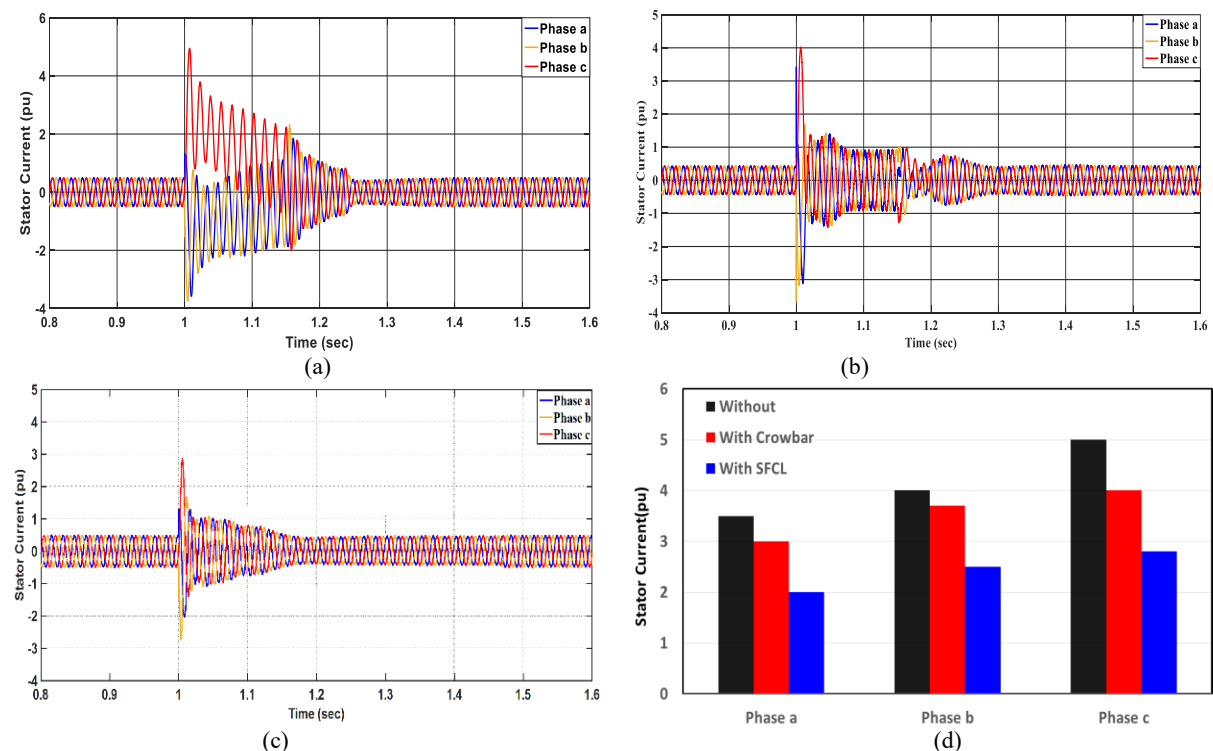 6
4
2
0
-2
-4
Stator Current (pu)
0.8 0.9 1 1.1 1.2 1.3 1.4 1.5 1.6
Time (sec)
Phase a
Phase b
Phase c
(a)
5
4
3
2
1
0
-1
-2
-3
-4
Stator Current (pu)
0.8 0.9 1 1.1 1.2 1.3 1.4 1.5 1.6
Time (sec)
Phase a
Phase b
Phase c
(b)
5
4
3
2
1
0
-1
-2
-3
-4
Stator Current (pu)
0.8 0.9 1 1.1 1.2 1.3 1.4 1.5 1.6
Time (sec)
Phase a
Phase b
Phase c
(c)
6
5
4
3
2
1
0
Stator Current(pu)
Without
With Crowbar
With SFCL
Phase a Phase b Phase c
(d)